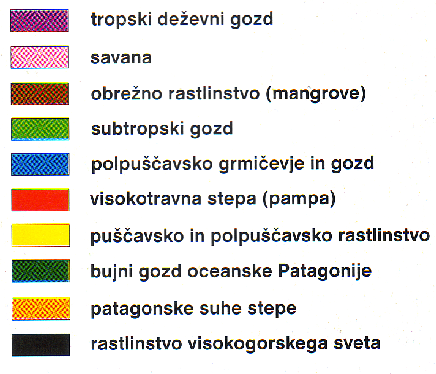 tropski deževni gozd
savana
obrežno rastlinstvo (mangrove)
subtropski gozd
polpuščavsko grmičevje in gozd
visokotravna stepa (pampa)
puščavsko in polpuščavsko rastlinstvo
bujni gozd oceanske Patagonije
patagonske suhe stepe
rastlinstvo visokogorskega sveta